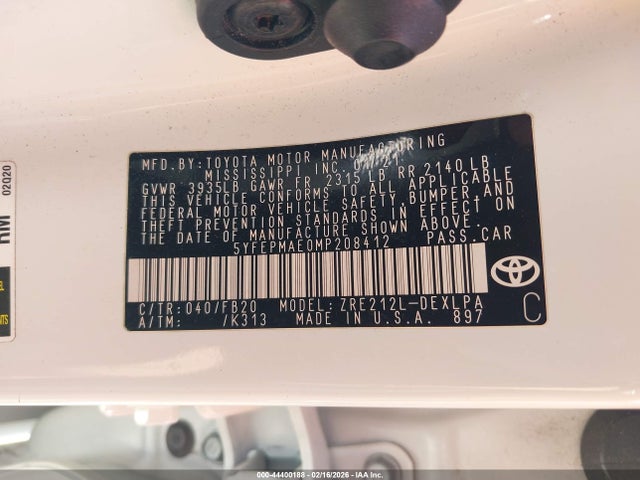 MFD.BY:TOYOTA MOTOR MANUFACTURING
MISSISSIPPI INC.
GVWR 3935LB GAWR FR 2315LB RR 2140LB
THIS VEHICLE CONFORMS TO ALL APPLICABLE
FEDERAL MOTOR VEHICLE SAFETY,BUMPER,AND
THEFT PREVENTION STANDARDS IN EFFECT ON
THE DATE OF MANUFACTURE SHOWN ABOVE.
5YFEPMAE0MP208412 PASS.CAR
C/TR:040/FB20 MODEL:ZRE212L-DEXLPA
A/TM: /K313 MADE IN U.S.A. 897
C
TOYOTA
02020
RM
000-44400188 - 02/16/2026 - IAA Inc.